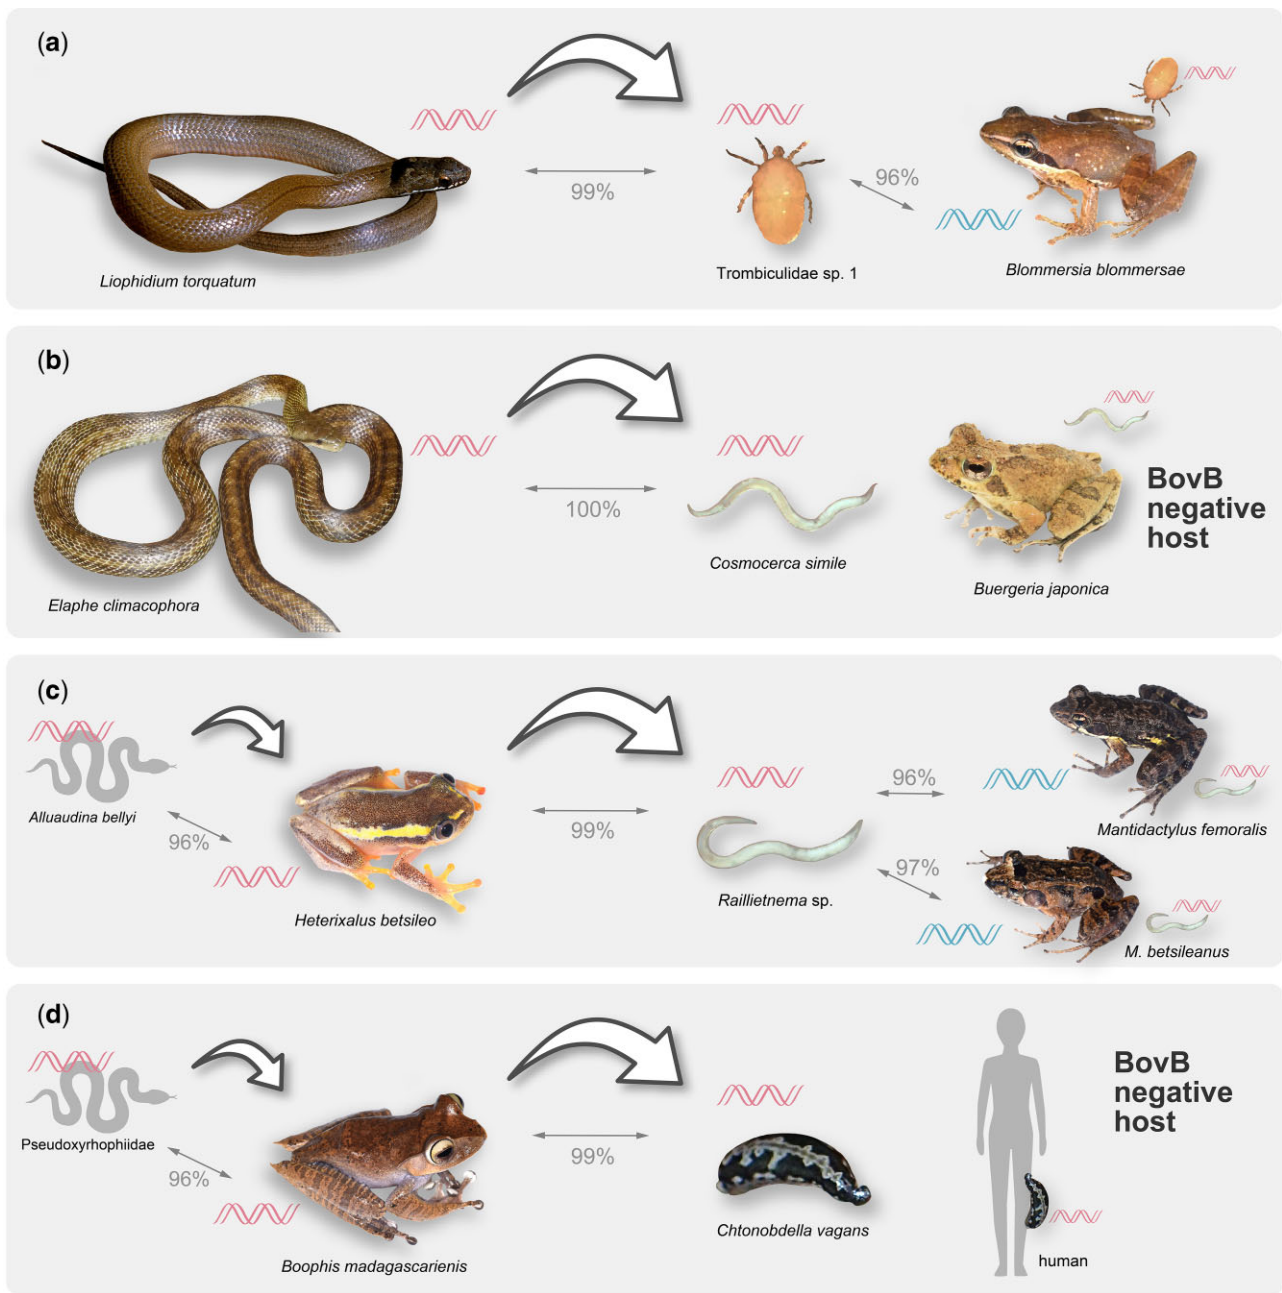 (a)
99%
96%
Liophidium torquatum
Trombiculidae sp. 1
Blommersia blommersae
(b)
100%
BovB
negative
host
Cosmocerca simile
Buergeria japonica
Elaphe climacophora
(c)
Alluaudina bellyi
96%
99%
96%
Mantidactylus femoralis
97%
Heterixalus betsileo
Raillietnema sp.
M. betsileanus
(d)
BovB
negative
host
Pseudoxyrhophiidae
96%
99%
Boophis madagascarienis
Chtonobdella vagans
human